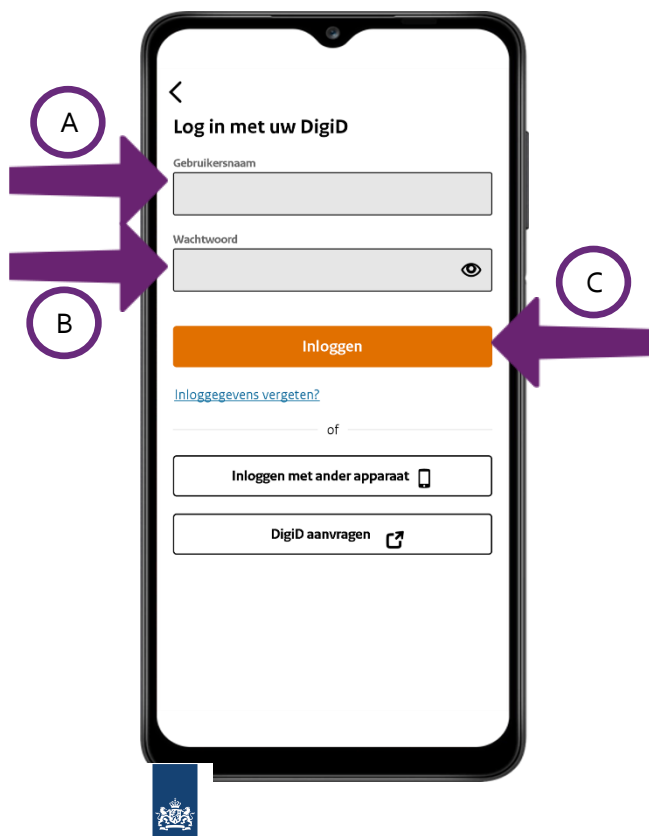 A
Log in met uw DigiD
Gebruikersnaam
Wachtwoord
B
C
Inloggen
Inloggegevens vergeten?
of
Inloggen met ander apparaat
DigiD aanvragen